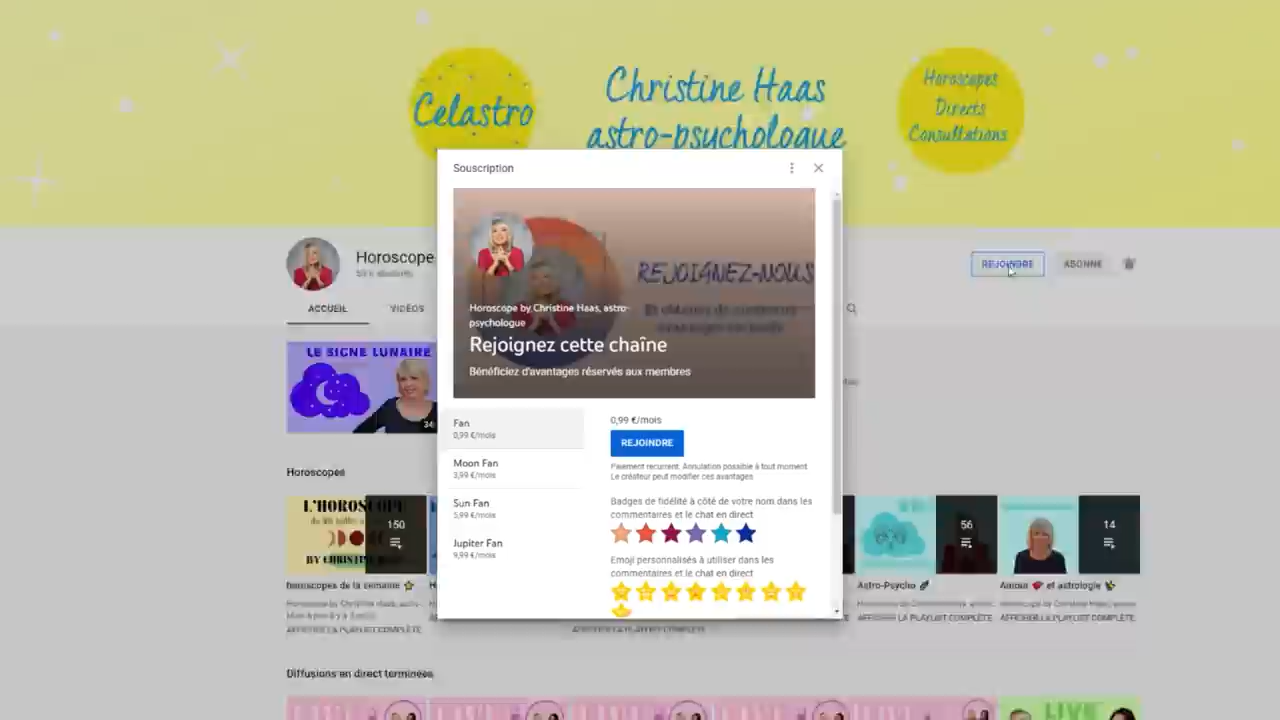 Celastro
Christine Haas
astro-psychologue
Horoscopes
Directs
Consultations
Souscription
REJOIGNEZ-NOUS
Horoscope by Christine Haas, astro-
psychologue
Rejoignez cette chaîne
Bénéficiez d'avantages réservés aux membres
Horoscope
REJOINDRE
ABONNÉ
ACCUEIL
VIDÉOS
LE SIGNE LUNAIRE
34
Fan
0,99 €/mois
Moon Fan
3,99 €/mois
Sun Fan
5,99 €/mois
Jupiter Fan
9,99 €/mois
0,99 €/mois
REJOINDRE
Paiement recurrent. Annulation possible à tout moment
Le créateur peut modifier ces avantages
Badges de fidélité à côté de votre nom dans les
commentaires et le chat en direct
Emoji personnalisés à utiliser dans les
commentaires et le chat en direct
Horoscopes
L'HOROSCOPE
BY CHRISTINE
150
56
14
horoscopes de la semaine
Astro-Psycho
Amour et astrologie
AFFICHER LA PLAYLIST COMPLÈTE
AFFICHER LA PLAYLIST COMPLÈTE
AFFICHER LA PLAYLIST COMPLÈTE
AFFICHER LA PLAYLIST COMPLÈTE
Diffusions en direct terminées
LIVE